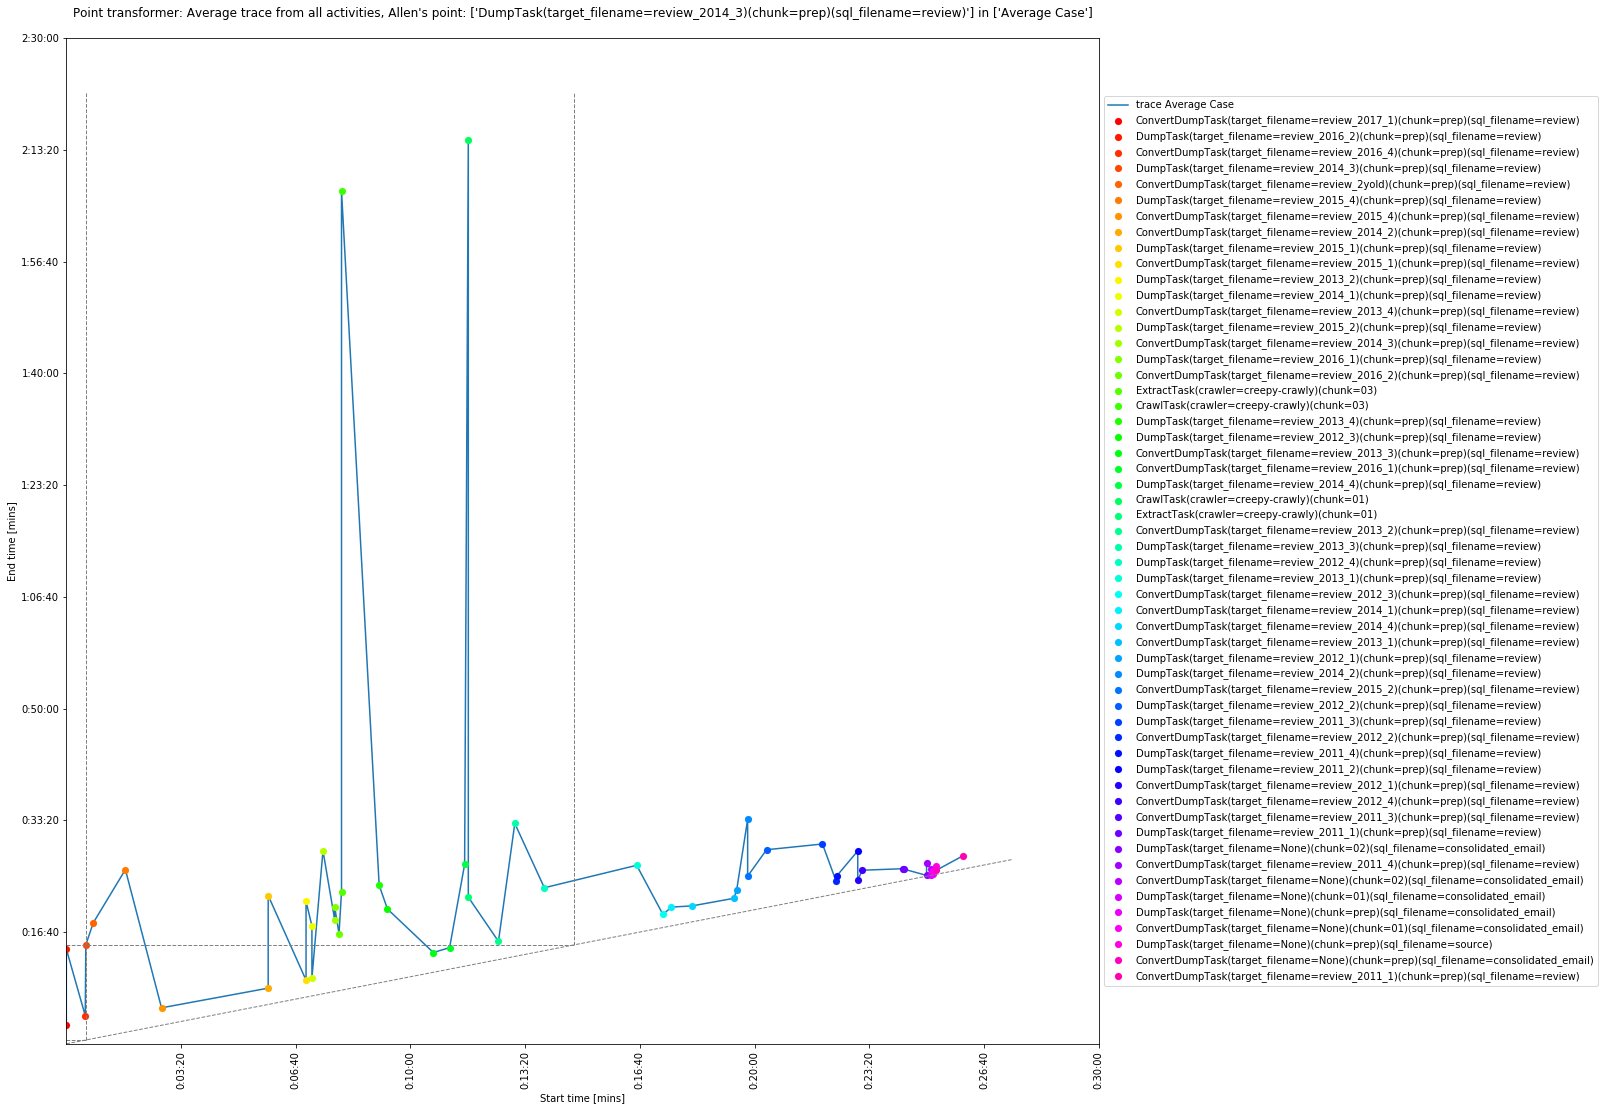 Point transformer: Average trace from all activities, Allen's point: ['DumpTask(target_filename=review_2014_3)(chunk=prep)(sql_filename=review)'] in ['Average Case']
2:30:00
2:13:20
1:56:40
1:40:00
1:23:20
1:06:40
0:50:00
0:33:20
0:16:40
End time [mins]
0:03:20
0:06:40
0:10:00
0:13:20
0:16:40
0:20:00
0:23:20
0:26:40
0:30:00
Start time [mins]
trace Average Case
ConvertDumpTask(target_filename=review_2017_1)(chunk=prep)(sql_filename=review)
DumpTask(target_filename=review_2016_2)(chunk=prep)(sql_filename=review)
ConvertDumpTask(target_filename=review_2016_4)(chunk=prep)(sql_filename=review)
DumpTask(target_filename=review_2014_3)(chunk=prep)(sql_filename=review)
ConvertDumpTask(target_filename=review_2yold)(chunk=prep)(sql_filename=review)
DumpTask(target_filename=review_2015_4)(chunk=prep)(sql_filename=review)
ConvertDumpTask(target_filename=review_2015_4)(chunk=prep)(sql_filename=review)
ConvertDumpTask(target_filename=review_2014_2)(chunk=prep)(sql_filename=review)
DumpTask(target_filename=review_2015_1)(chunk=prep)(sql_filename=review)
ConvertDumpTask(target_filename=review_2015_1)(chunk=prep)(sql_filename=review)
DumpTask(target_filename=review_2013_2)(chunk=prep)(sql_filename=review)
DumpTask(target_filename=review_2014_1)(chunk=prep)(sql_filename=review)
ConvertDumpTask(target_filename=review_2013_4)(chunk=prep)(sql_filename=review)
DumpTask(target_filename=review_2015_2)(chunk=prep)(sql_filename=review)
ConvertDumpTask(target_filename=review_2014_3)(chunk=prep)(sql_filename=review)
DumpTask(target_filename=review_2016_1)(chunk=prep)(sql_filename=review)
ConvertDumpTask(target_filename=review_2016_2)(chunk=prep)(sql_filename=review)
ExtractTask(crawler=creepy-crawly)(chunk=03)
CrawlTask(crawler=creepy-crawly)(chunk=03)
DumpTask(target_filename=review_2013_4)(chunk=prep)(sql_filename=review)
DumpTask(target_filename=review_2012_3)(chunk=prep)(sql_filename=review)
ConvertDumpTask(target_filename=review_2013_3)(chunk=prep)(sql_filename=review)
ConvertDumpTask(target_filename=review_2016_1)(chunk=prep)(sql_filename=review)
DumpTask(target_filename=review_2014_4)(chunk=prep)(sql_filename=review)
CrawlTask(crawler=creepy-crawly)(chunk=01)
ExtractTask(crawler=creepy-crawly)(chunk=01)
ConvertDumpTask(target_filename=review_2013_2)(chunk=prep)(sql_filename=review)
DumpTask(target_filename=review_2013_3)(chunk=prep)(sql_filename=review)
DumpTask(target_filename=review_2012_4)(chunk=prep)(sql_filename=review)
DumpTask(target_filename=review_2013_1)(chunk=prep)(sql_filename=review)
ConvertDumpTask(target_filename=review_2012_3)(chunk=prep)(sql_filename=review)
ConvertDumpTask(target_filename=review_2014_1)(chunk=prep)(sql_filename=review)
ConvertDumpTask(target_filename=review_2014_4)(chunk=prep)(sql_filename=review)
ConvertDumpTask(target_filename=review_2013_1)(chunk=prep)(sql_filename=review)
DumpTask(target_filename=review_2012_1)(chunk=prep)(sql_filename=review)
DumpTask(target_filename=review_2014_2)(chunk=prep)(sql_filename=review)
ConvertDumpTask(target_filename=review_2015_2)(chunk=prep)(sql_filename=review)
DumpTask(target_filename=review_2012_2)(chunk=prep)(sql_filename=review)
DumpTask(target_filename=review_2011_3)(chunk=prep)(sql_filename=review)
ConvertDumpTask(target_filename=review_2012_2)(chunk=prep)(sql_filename=review)
DumpTask(target_filename=review_2011_4)(chunk=prep)(sql_filename=review)
DumpTask(target_filename=review_2011_2)(chunk=prep)(sql_filename=review)
ConvertDumpTask(target_filename=review_2012_1)(chunk=prep)(sql_filename=review)
ConvertDumpTask(target_filename=review_2012_4)(chunk=prep)(sql_filename=review)
ConvertDumpTask(target_filename=review_2011_3)(chunk=prep)(sql_filename=review)
DumpTask(target_filename=review_2011_1)(chunk=prep)(sql_filename=review)
DumpTask(target_filename=None)(chunk=02)(sql_filename=consolidated_email)
ConvertDumpTask(target_filename=review_2011_4)(chunk=prep)(sql_filename=review)
ConvertDumpTask(target_filename=None)(chunk=02)(sql_filename=consolidated_email)
DumpTask(target_filename=None)(chunk=01)(sql_filename=consolidated_email)
DumpTask(target_filename=None)(chunk=prep)(sql_filename=consolidated_email)
ConvertDumpTask(target_filename=None)(chunk=01)(sql_filename=consolidated_email)
DumpTask(target_filename=None)(chunk=prep)(sql_filename=source)
ConvertDumpTask(target_filename=None)(chunk=prep)(sql_filename=consolidated_email)
ConvertDumpTask(target_filename=review_2011_1)(chunk=prep)(sql_filename=review)